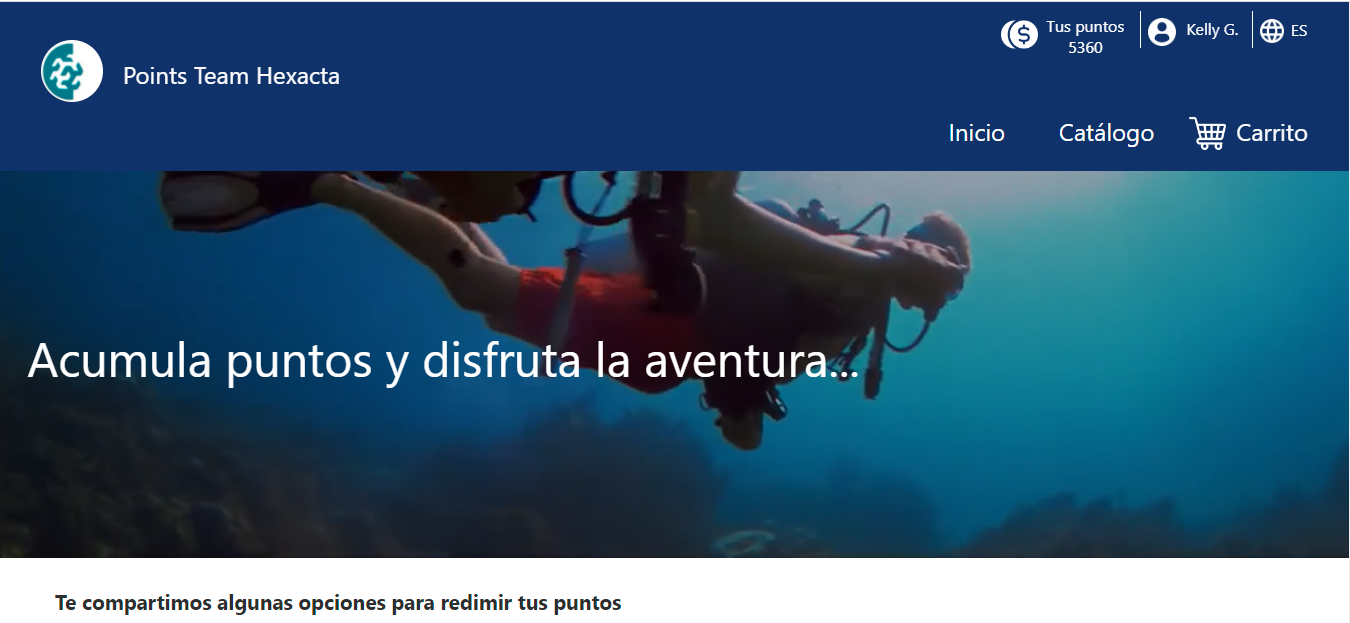 Tus puntos
5360
Kelly G.
ES
Points Team Hexacta
Inicio
Catálogo
Carrito
Acumula puntos y disfruta la aventura...
Te compartimos algunas opciones para redimir tus puntos